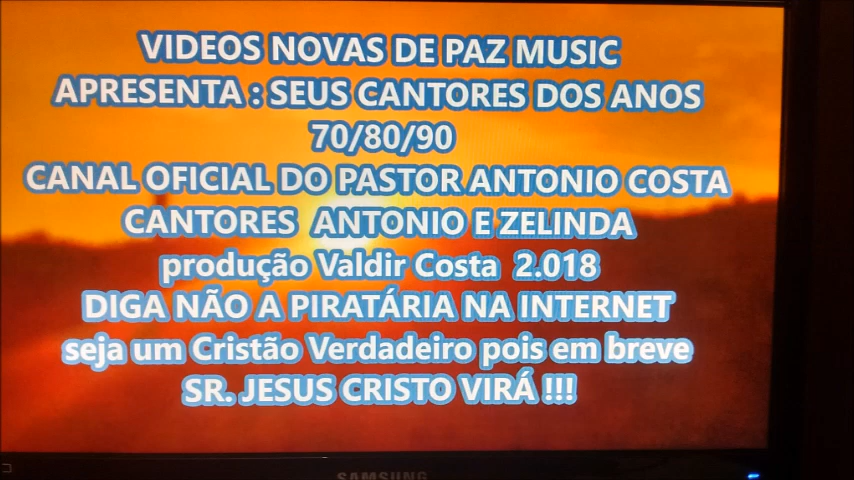 VIDEOS NOVAS DE PAZ MUSIC
APRESENTA : SEUS CANTORES DOS ANOS
70/80/90
CANAL OFICIAL DO PASTOR ANTONIO COSTA
CANTORES ANTONIO E ZELINDA
produção Valdir Costa 2.018
DIGA NÃO A PIRATÁRIA NA INTERNET
seja um Cristão Verdadeiro pois em breve
SR. JESUS CRISTO VIRÁ !!!
SAMSUNG